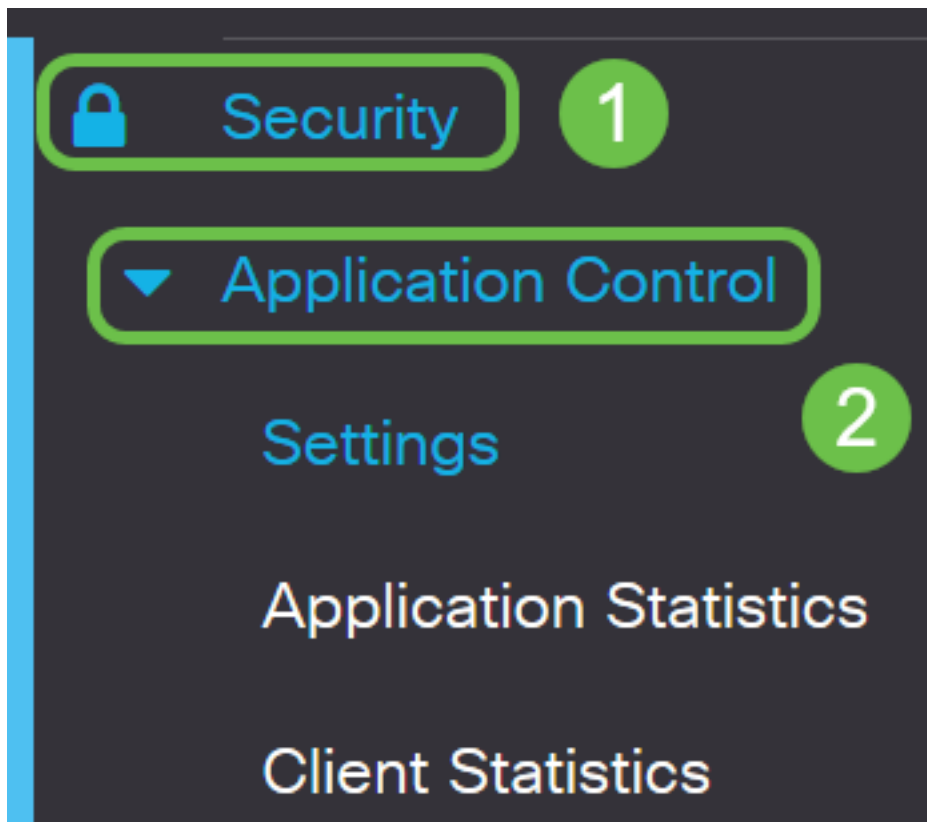 Security 1
Application Control
Settings 2
Application Statistics
Client Statistics